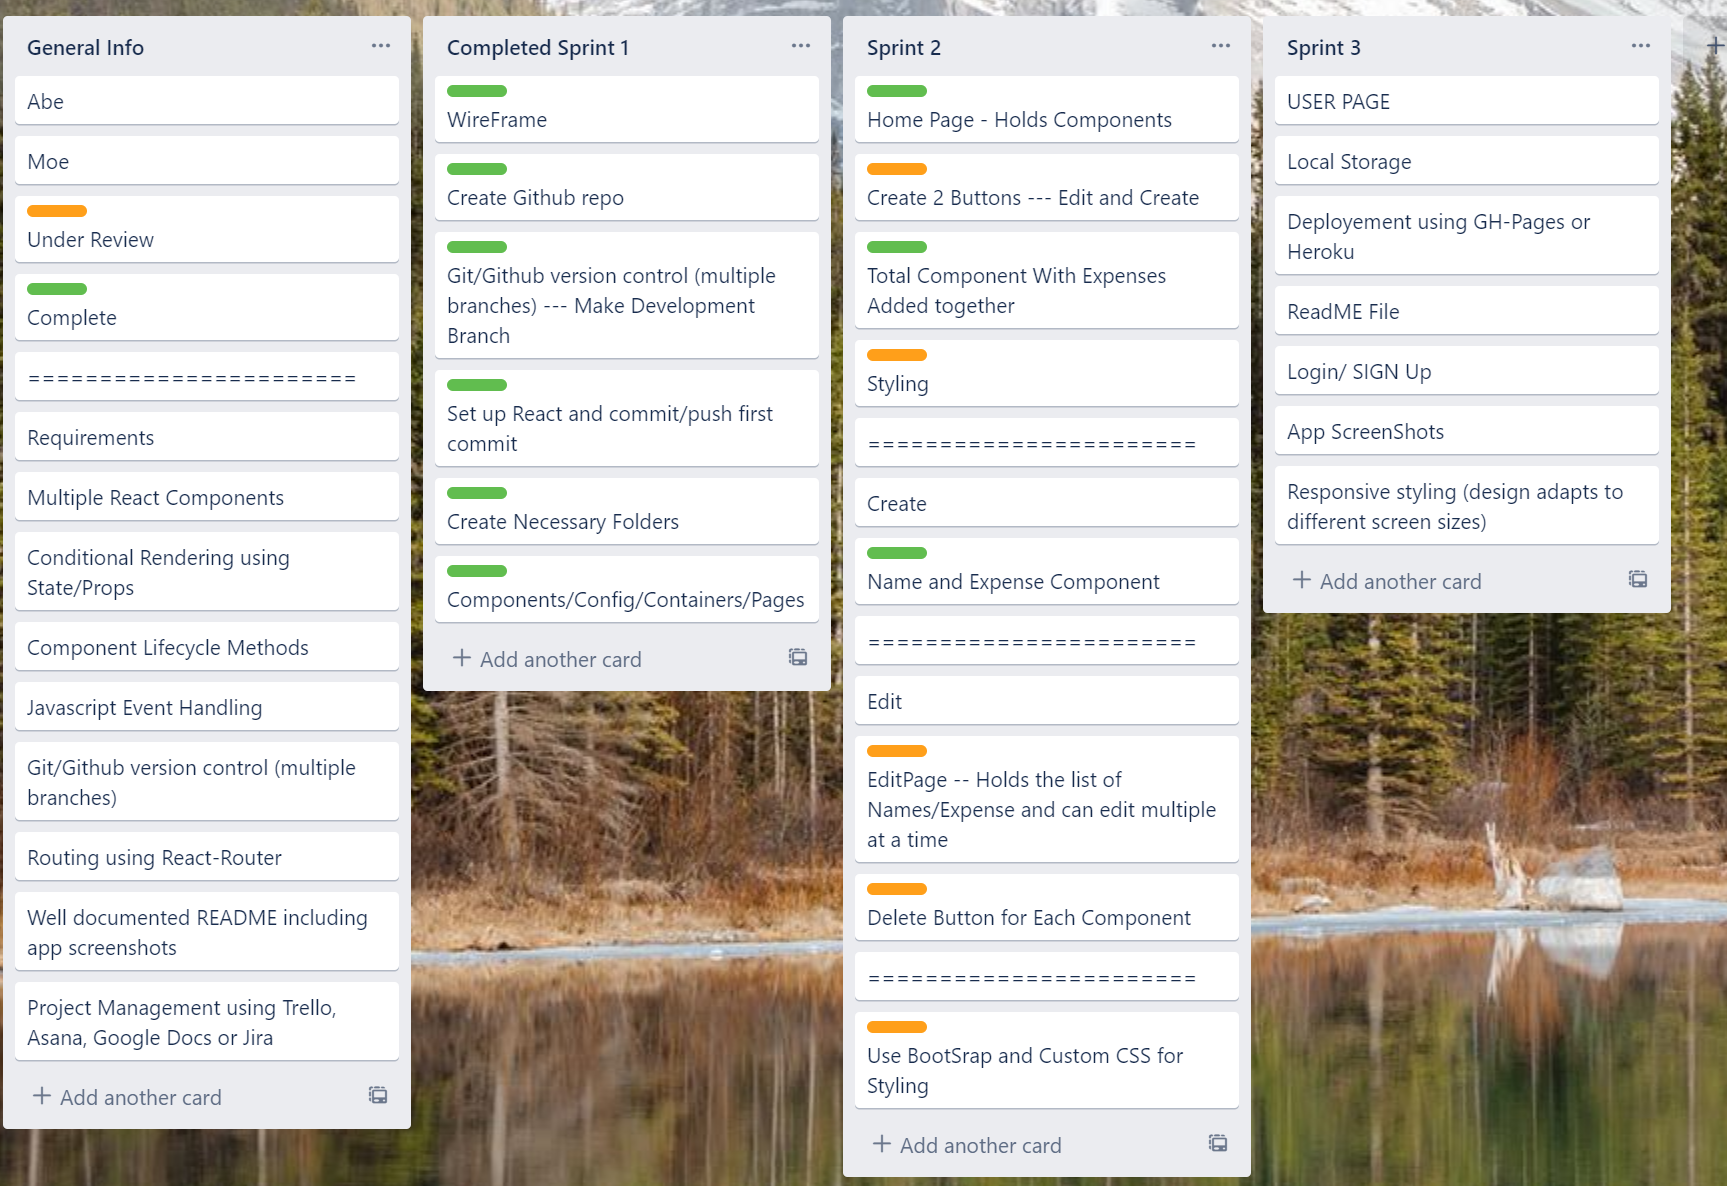 General Info
Abe
Moe
Under Review
Complete
=======================
Requirements
Multiple React Components
Conditional Rendering using
State/Props
Component Lifecycle Methods
Javascript Event Handling
Git/Github version control (multiple
branches)
Routing using React-Router
Well documented README including
app screenshots
Project Management using Trello,
Asana, Google Docs or Jira
+ Add another card
Completed Sprint 1
WireFrame
Create Github repo
Git/Github version control (multiple
branches) --- Make Development
Branch
Set up React and commit/push first
commit
Create Necessary Folders
Components/Config/Containers/Pages
+ Add another card
Sprint 2
Home Page - Holds Components
Create 2 Buttons --- Edit and Create
Total Component With Expenses
Added together
Styling
=======================
Create
Name and Expense Component
=======================
Edit
EditPage -- Holds the list of
Names/Expense and can edit multiple
at a time
Delete Button for Each Component
=======================
Use BootSrap and Custom CSS for
Styling
+ Add another card
Sprint 3
USER PAGE
Local Storage
Deployement using GH-Pages or
Heroku
ReadME File
Login/ SIGN Up
App ScreenShots
Responsive styling (design adapts to
different screen sizes)
+ Add another card